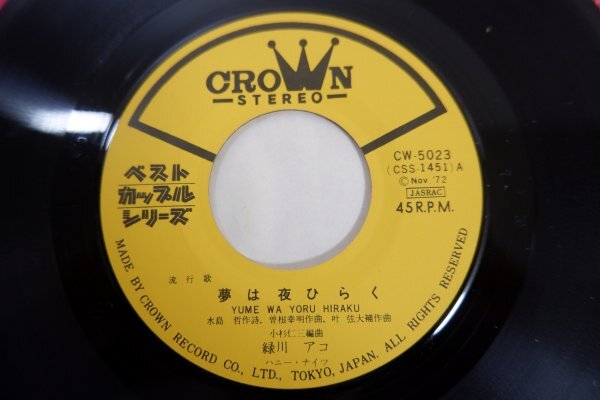 CROWN
STEREO
ベスト
カップル
シリーズ
CW-5023
(CSS-1451) A
© Nov '72
JASRAC
45 R.P.M.
流行歌
夢は夜ひらく
YUME WA YORU HIRAKU
水島 哲作詩、曽根幸明作曲、叶 弦大補作曲
小杉仁三編曲
緑川 アコ
ハニー・ナイツ
MADE BY CROWN RECORD CO., LTD., TOKYO, JAPAN. ALL RIGHTS RESERVED